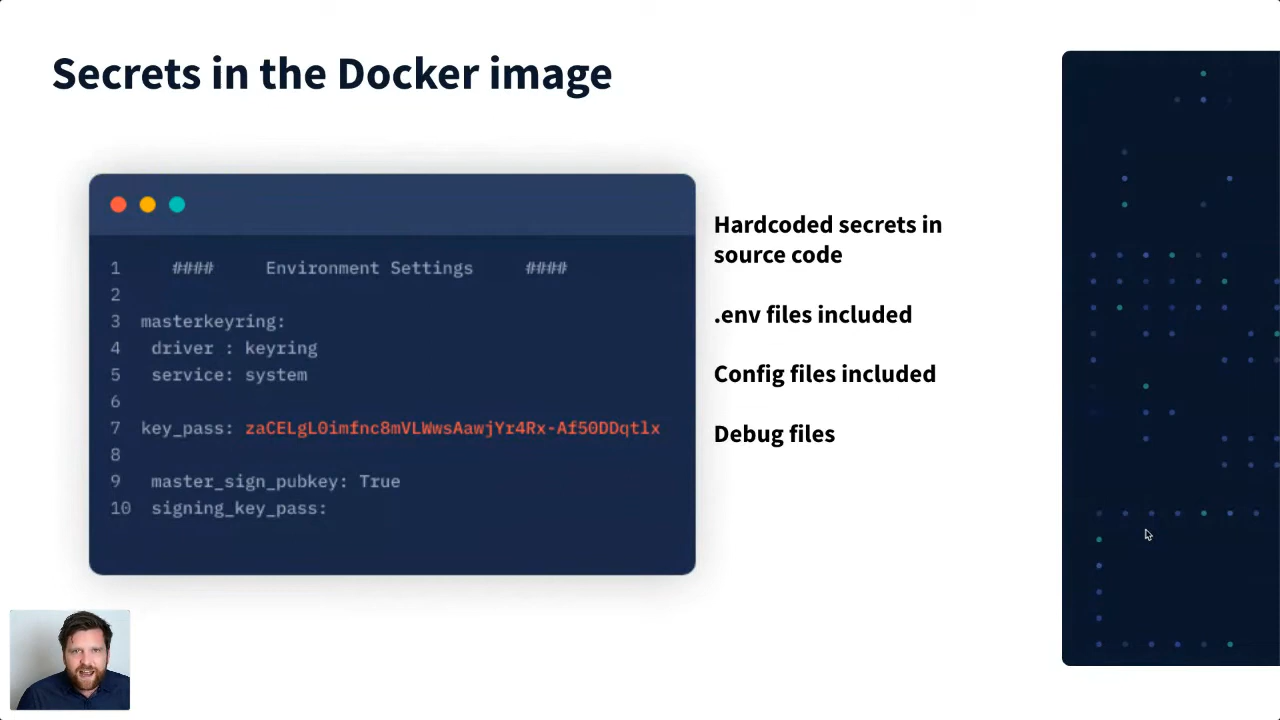 Secrets in the Docker image
1 #### Environment Settings ####
2
3 masterkeyring:
4 driver : keyring
5 service: system
6
7 key_pass: zaCELgL0imfnc8mVLWwsAawjYr4Rx-Af50DDqtlx
8
9 master_sign_pubkey: True
10 signing_key_pass:
Hardcoded secrets in
source code
.env files included
Config files included
Debug files